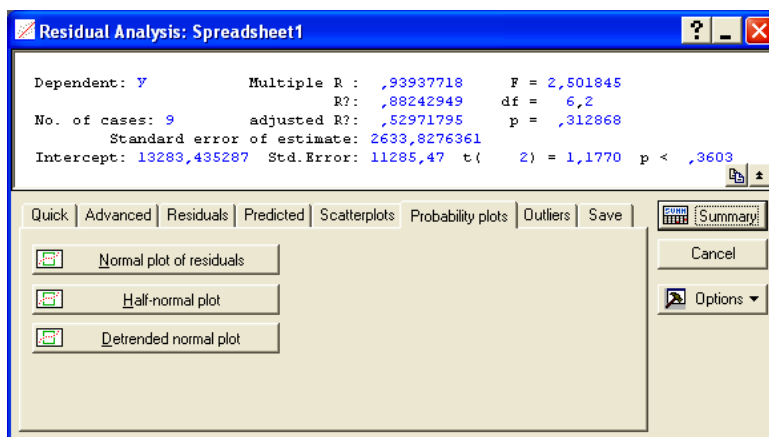 Residual Analysis: Spreadsheet1
Dependent: Y Multiple R : ,93937718 F = 2,501845
R?: ,88242949 df = 6,2
No. of cases: 9 adjusted R?: ,52971795 p = ,312868
Standard error of estimate: 2633,8276361
Intercept: 13283,435287 Std.Error: 11285,47 t( 2) = 1,1770 p < ,3603
Quick Advanced Residuals Predicted Scatterplots Probability plots Outliers Save
Summary
Normal plot of residuals
Cancel
Half-normal plot
Options
Detrended normal plot